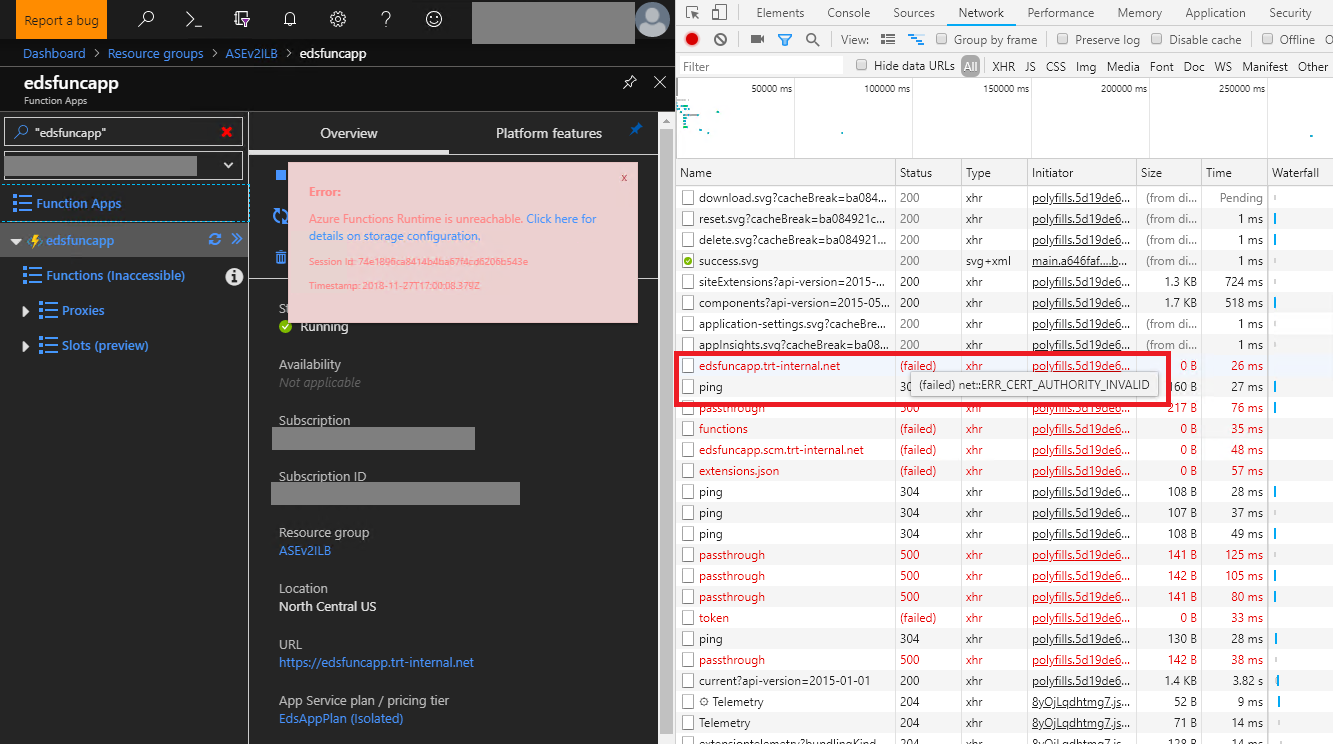 Report a bug
Dashboard > Resource groups > ASEv2ILB > edsfuncapp
edsfuncapp
Function Apps
"edsfuncapp"
Function Apps
edsfuncapp
Functions (Inaccessible)
Proxies
Slots (preview)
Overview
Platform features
x
Error:
Azure Functions Runtime is unreachable. Click here for
details on storage configuration.
Session Id: 74e1896ca8414b4ba67f4cd6206b543e
Timestamp: 2018-11-27T17:00:08.379Z
Running
Availability
Not applicable
Subscription
Subscription ID
Resource group
ASEv2ILB
Location
North Central US
URL
https://edsfuncapp.trt-internal.net
App Service plan / pricing tier
EdsAppPlan (Isolated)
Elements Console Sources Network Performance Memory Application Security
View: Group by frame Preserve log Disable cache Offline
Filter Hide data URLs All XHR JS CSS Img Media Font Doc WS Manifest Other
50000 ms 100000 ms 150000 ms 200000 ms 250000 ms
Name Status Type Initiator Size Time Waterfall
download.svg?cacheBreak=ba084... 200 xhr polyfills.5d19de6... (from di... Pending
reset.svg?cacheBreak=ba084921c... 200 xhr polyfills.5d19de6... (from di... 1 ms
delete.svg?cacheBreak=ba084921... 200 xhr polyfills.5d19de6... (from di... 1 ms
success.svg 200 svg+xml main.a646faf....b... (from di... 1 ms
siteExtensions?api-version=2015-... 200 xhr polyfills.5d19de6... 1.3 KB 724 ms
components?api-version=2015-05... 200 xhr polyfills.5d19de6... 1.7 KB 518 ms
application-settings.svg?cacheBre... 200 xhr polyfills.5d19de6... (from di... 1 ms
appInsights.svg?cacheBreak=ba08... 200 xhr polyfills.5d19de6... (from di... 1 ms
edsfuncapp.trt-internal.net (failed) xhr polyfills.5d19de6... 0 B 26 ms
ping 160 B 27 ms
(failed) net::ERR_CERT_AUTHORITY_INVALID
passthrough 500 xhr polyfills.5d19de6... 217 B 76 ms
functions (failed) xhr polyfills.5d19de6... 0 B 35 ms
edsfuncapp.scm.trt-internal.net (failed) xhr polyfills.5d19de6... 0 B 48 ms
extensions.json (failed) xhr polyfills.5d19de6... 0 B 57 ms
ping 304 xhr polyfills.5d19de6... 108 B 28 ms
ping 304 xhr polyfills.5d19de6... 107 B 37 ms
ping 304 xhr polyfills.5d19de6... 108 B 49 ms
passthrough 500 xhr polyfills.5d19de6... 141 B 125 ms
passthrough 500 xhr polyfills.5d19de6... 142 B 105 ms
passthrough 500 xhr polyfills.5d19de6... 141 B 80 ms
token (failed) xhr polyfills.5d19de6... 0 B 33 ms
ping 304 xhr polyfills.5d19de6... 130 B 28 ms
passthrough 500 xhr polyfills.5d19de6... 142 B 38 ms
current?api-version=2015-01-01 200 xhr polyfills.5d19de6... 1.4 KB 3.82 s
Telemetry 204 xhr 8yOjLqdhtmg7.js... 52 B 9 ms
Telemetry 204 xhr 8yOjLqdhtmg7.js... 71 B 14 ms
extensiontelemetry?bundlingKind 204 xhr 8yOjLqdhtmg7.js... 128 B 14 ms